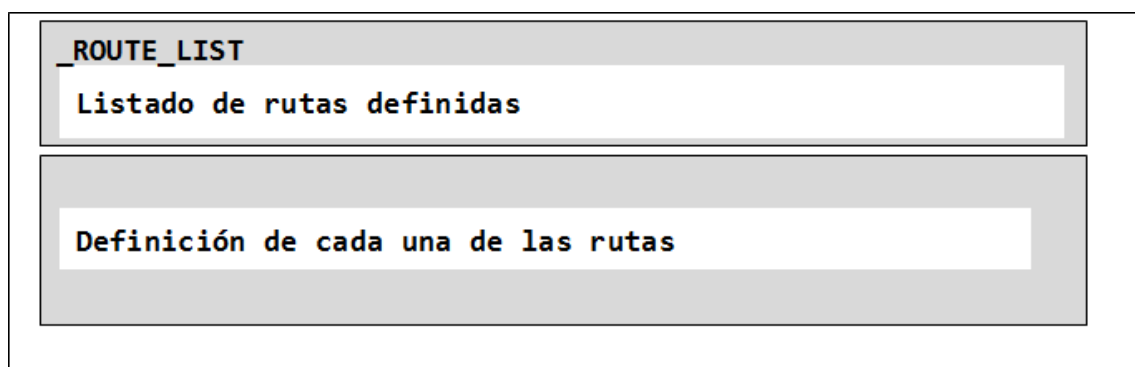 _ROUTE_LIST
Listado de rutas definidas
Definición de cada una de las rutas